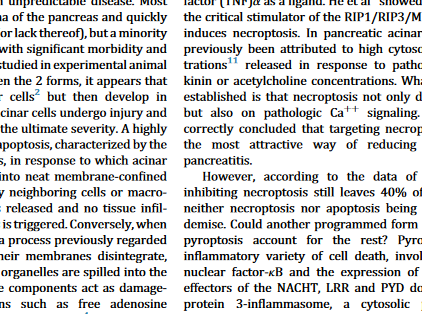 unpredictable disease. Most
na of the pancreas and quickly
or lack thereof), but a minority
with significant morbidity and
studied in experimental animal
en the 2 forms, it appears that
cells2 but then develop in
cinar cells undergo injury and
the ultimate severity. A highly
apoptosis, characterized by the
s, in response to which acinar
into neat membrane-confined
y neighboring cells or macro-
released and no tissue infil-
is triggered. Conversely, when
a process previously regarded
heir membranes disintegrate,
organelles are spilled into the
e components act as damage-
ns such as free adenosine
factor (TNF)α as a ligand. He et al showed
the critical stimulator of the RIP1/RIP3/M
induces necroptosis. In pancreatic acinar
previously been attributed to high cytoso
trations11 released in response to patho
kinin or acetylcholine concentrations. Wha
established is that necroptosis not only d
but also on pathologic Ca++ signaling.
correctly concluded that targeting necrop
the most attractive way of reducing
pancreatitis.
However, according to the data of
inhibiting necroptosis still leaves 40% of
neither necroptosis nor apoptosis being
demise. Could another programmed form
pyroptosis account for the rest? Pyro
inflammatory variety of cell death, invol
nuclear factor-κB and the expression of
effectors of the NACHT, LRR and PYD do
protein 3-inflammasome, a cytosolic